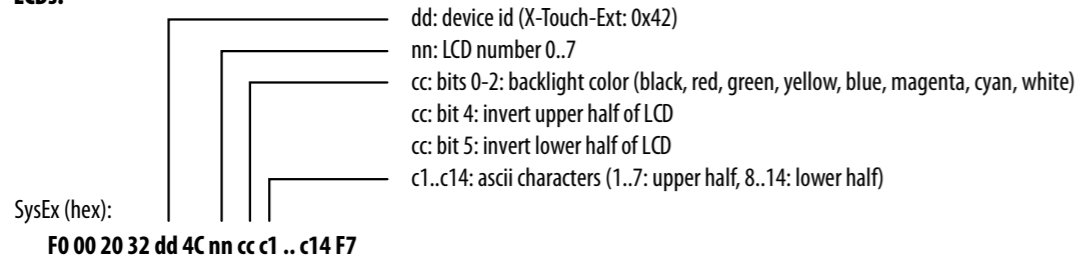 LCDs:
dd: device id (X-Touch-Ext: 0x42)
nn: LCD number 0..7
cc: bits 0-2: backlight color (black, red, green, yellow, blue, magenta, cyan, white)
cc: bit 4: invert upper half of LCD
cc: bit 5: invert lower half of LCD
c1..c14: ascii characters (1..7: upper half, 8..14: lower half)
SysEx (hex):
F0 00 20 32 dd 4C nn cc c1 .. c14 F7